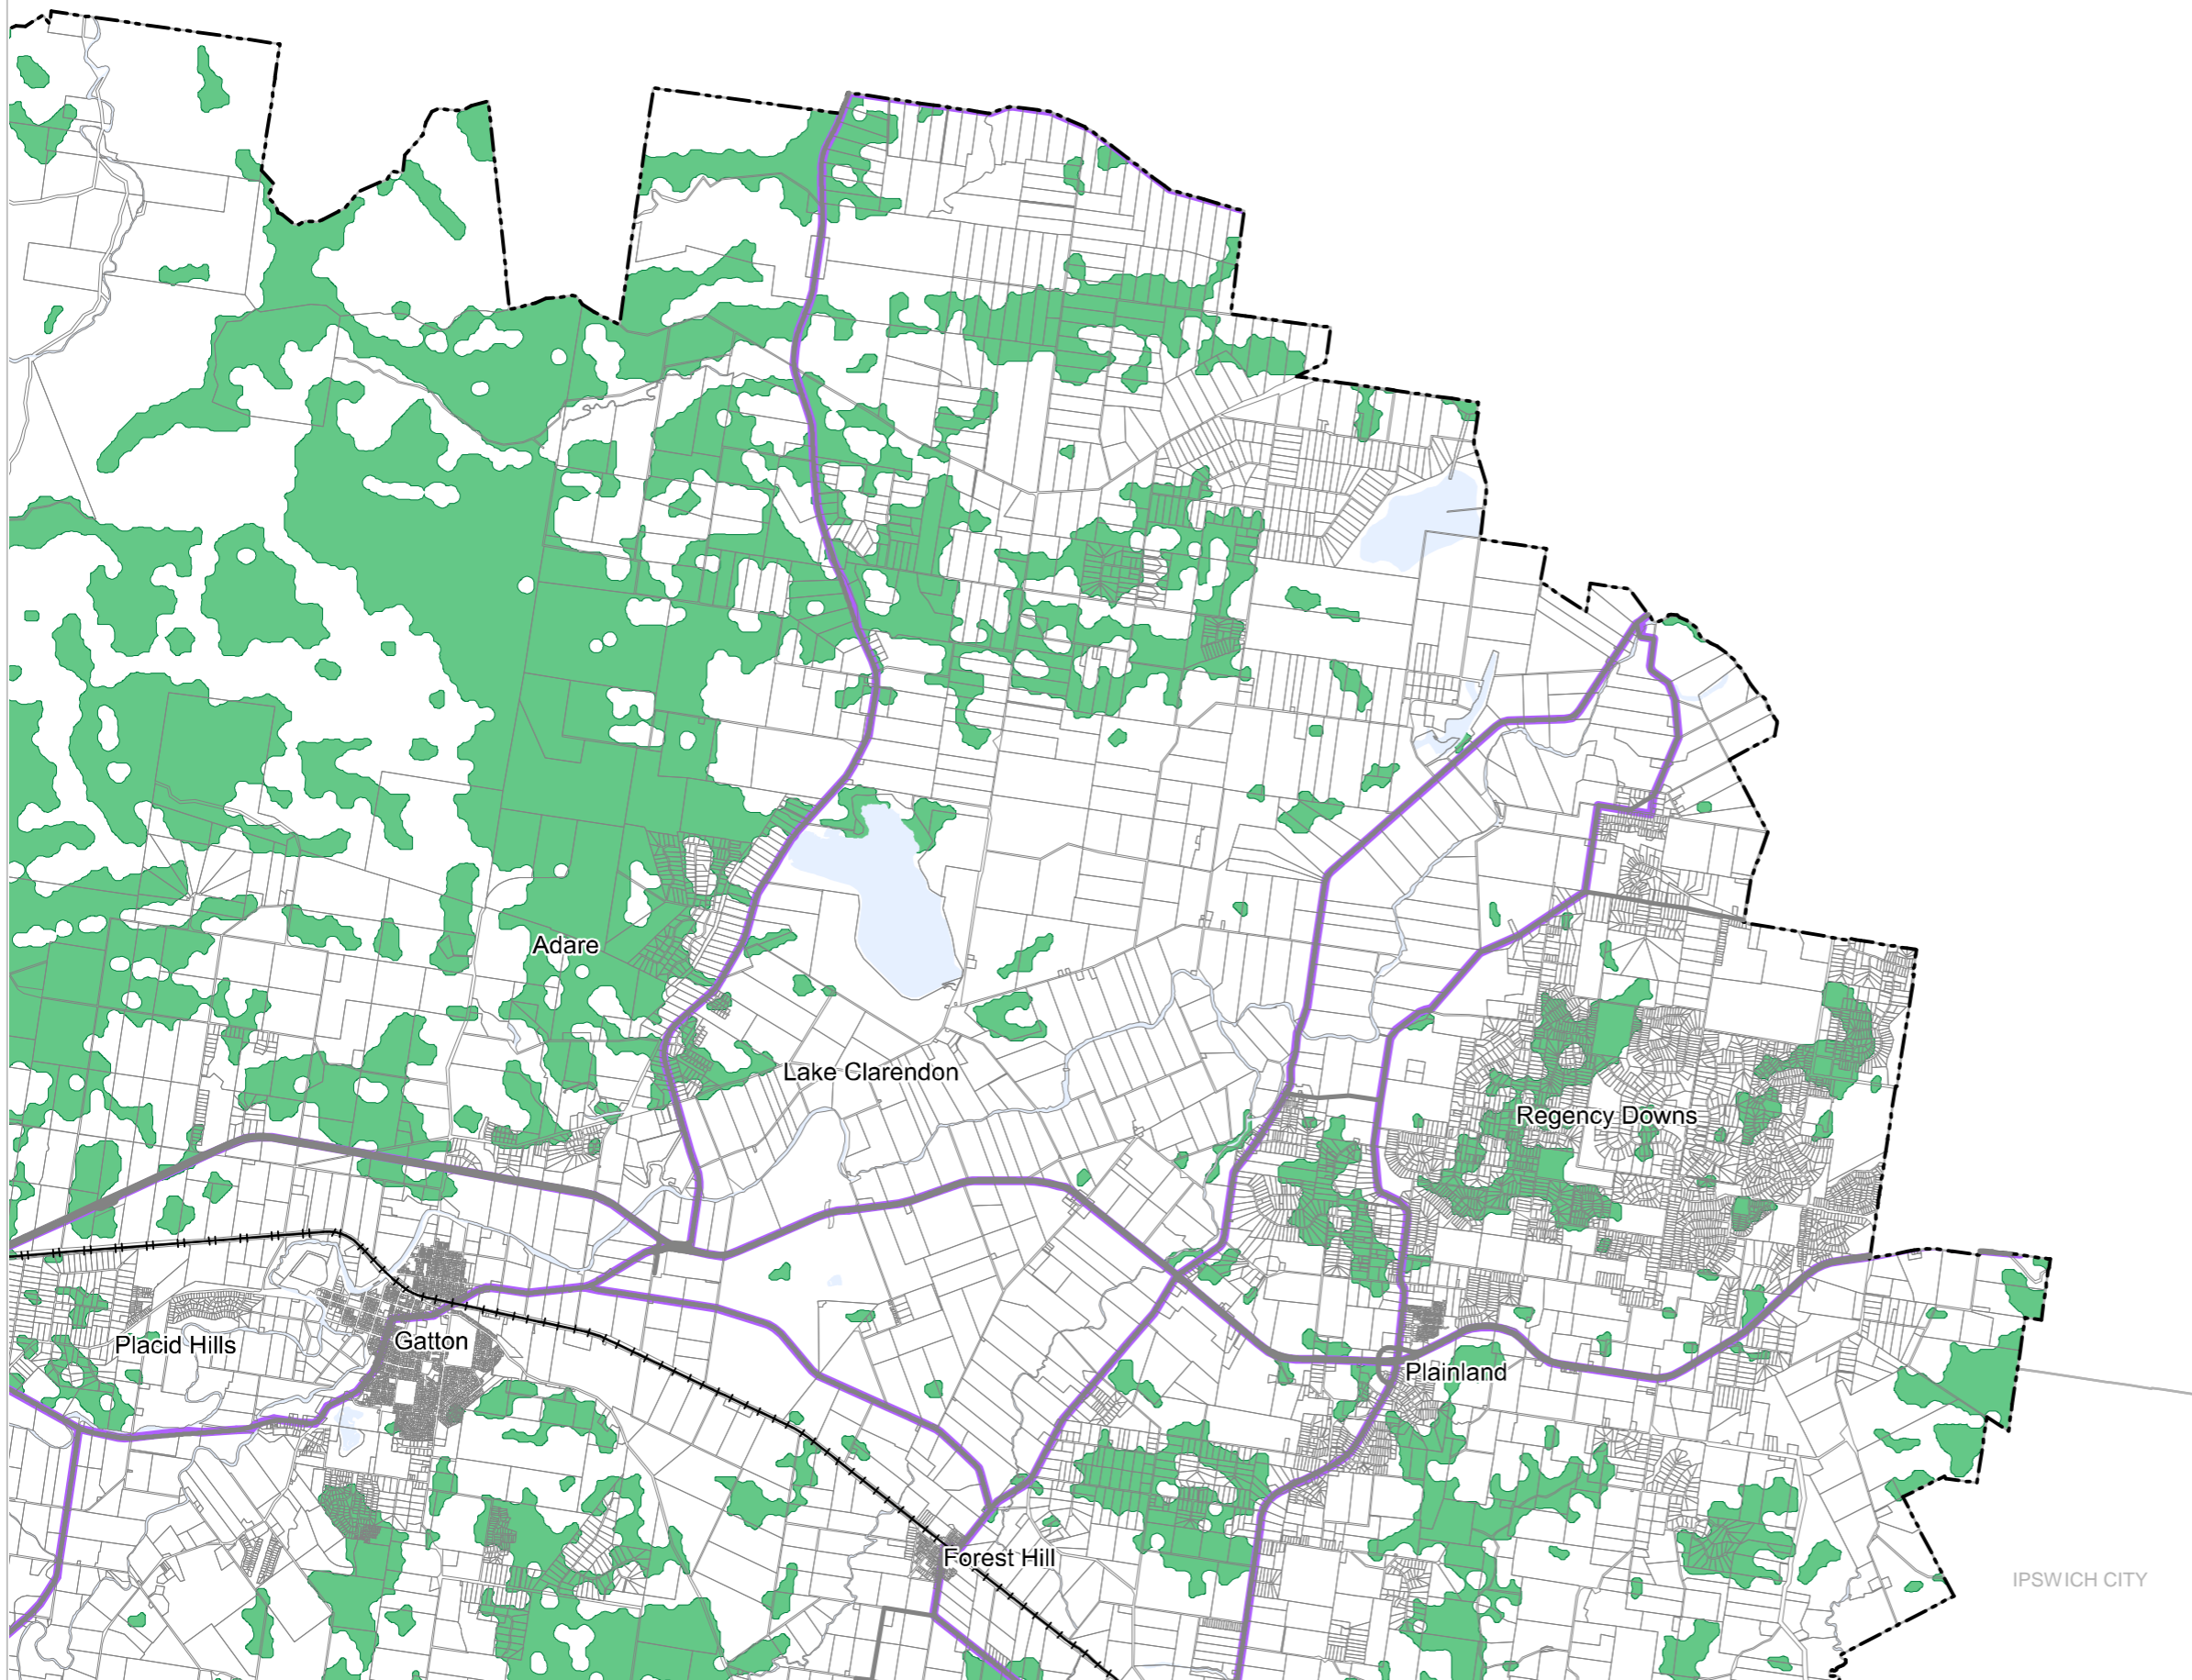 Adare
Lake Clarendon
Regency Downs
Placid Hills
Gatton
Plainland
Forest Hill
IPSWICH CITY